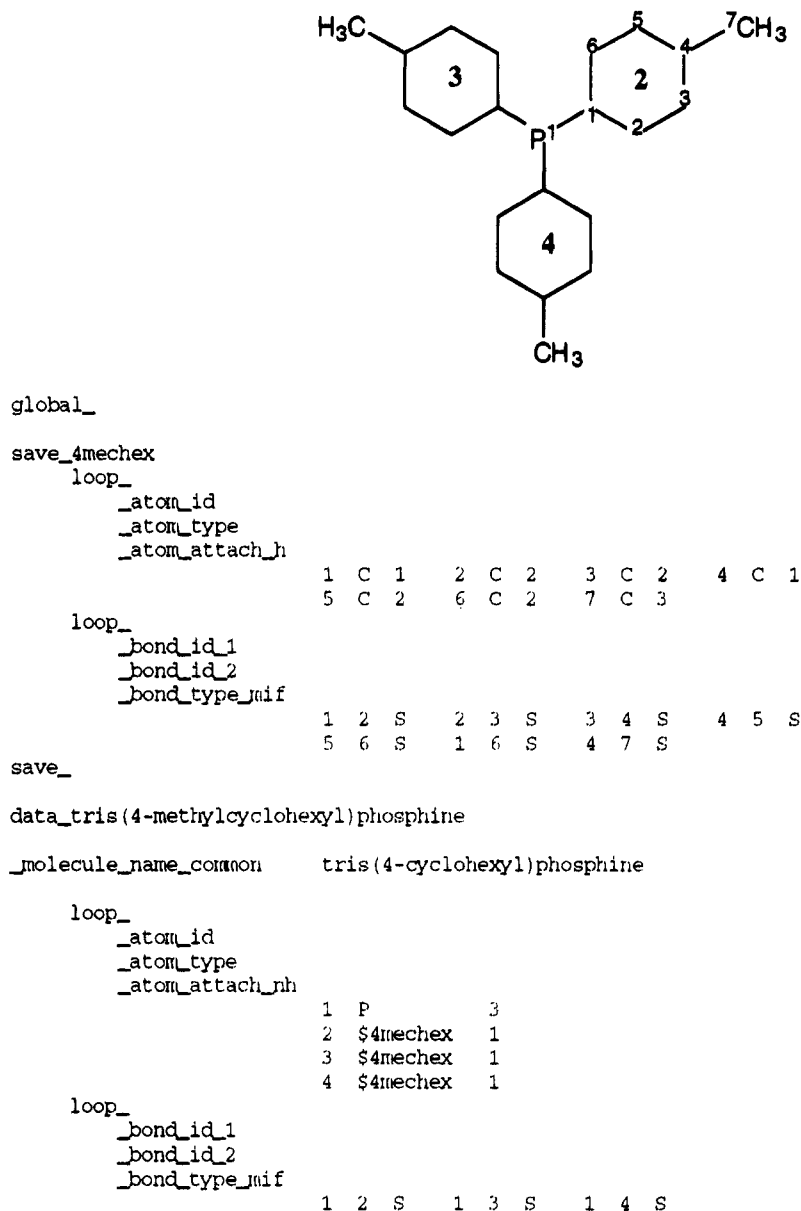 H3C 5 7CH3
6 4
3 2
3
1 2
P1
4
CH3
global_
save_4mechex
loop_
_atom_id
_atom_type
_atom_attach_h
1 C 1 2 C 2 3 C 2 4 C 1
5 C 2 6 C 2 7 C 3
loop_
_bond_id_1
_bond_id_2
_bond_type_mif
1 2 S 2 3 S 3 4 S 4 5 S
5 6 S 1 6 S 4 7 S
save_
data_tris(4-methylcyclohexyl)phosphine
_molecule_name_common tris(4-cyclohexyl)phosphine
loop_
_atom_id
_atom_type
_atom_attach_nh
1 P 3
2 $4mechex 1
3 $4mechex 1
4 $4mechex 1
loop_
_bond_id_1
_bond_id_2
_bond_type_mif
1 2 S 1 3 S 1 4 S